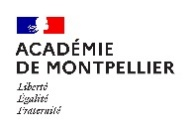 ACADÉMIE
DE MONTPELLIER
Liberté
Égalité
Fraternité